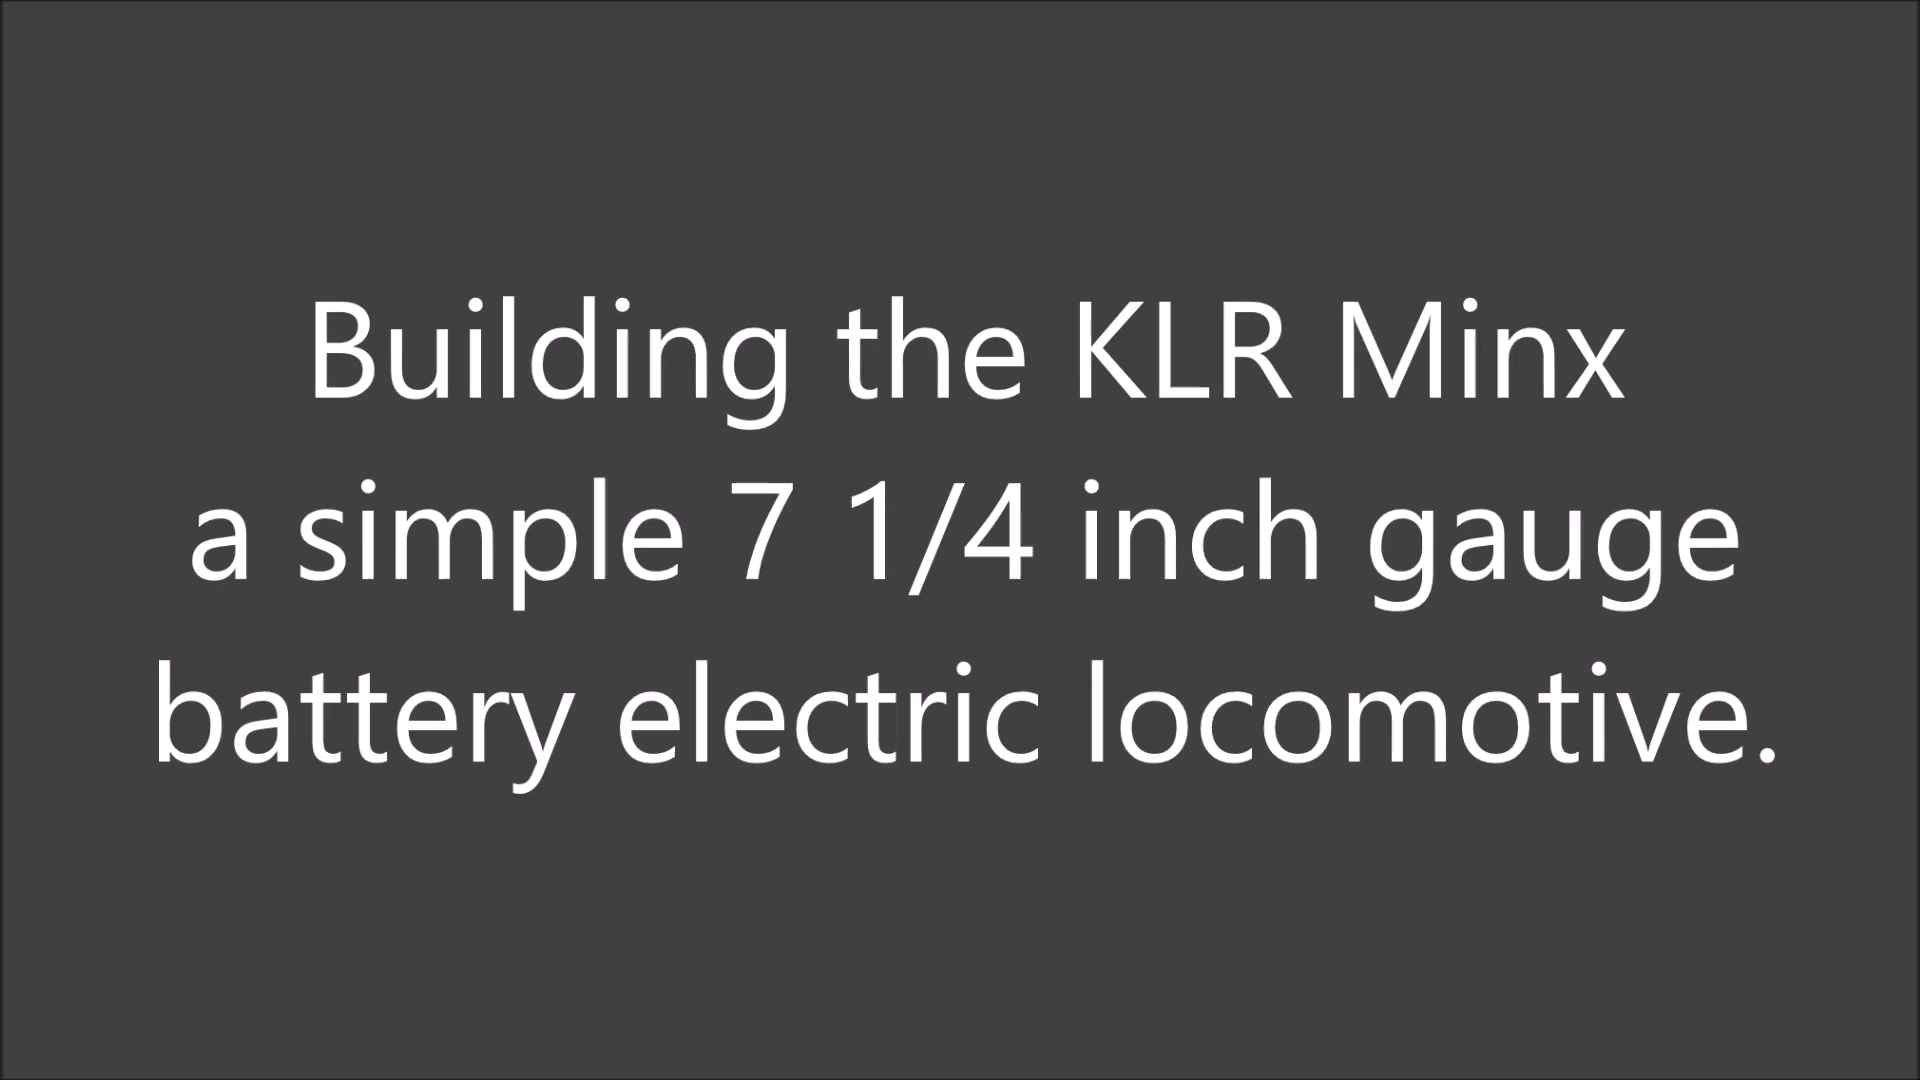 Building the KLR Minx
a simple 7 1/4 inch gauge
battery electric locomotive.